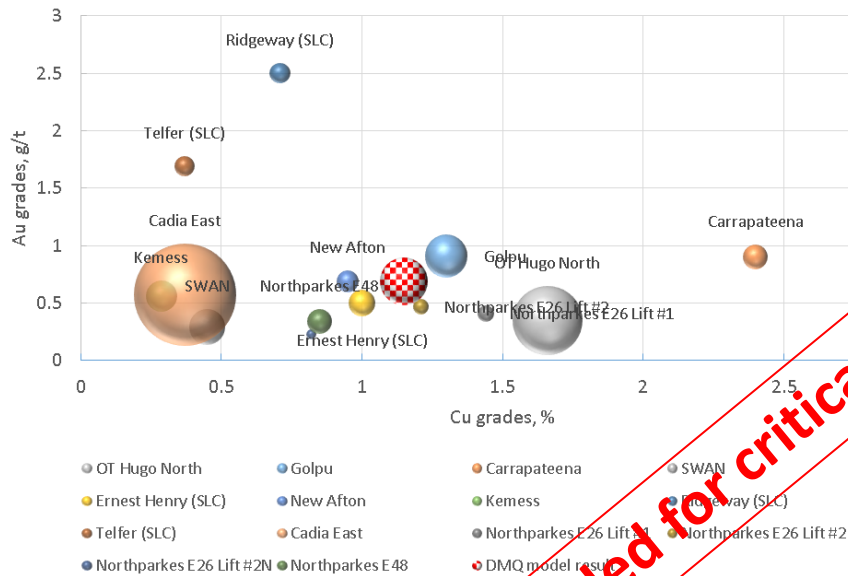 3
Ridgeway (SLC)
2.5
2
Telfer (SLC)
1.5
Au grades, g/t
Cadia East
Carrapateena
1
New Afton
Golpu
Kemess
OT Hugo North
SWAN
Northparkes E48
0.5
Northparkes E26 Lift #2
Northparkes E26 Lift #1
Ernest Henry (SLC)
0
0 0.5 1 1.5 2 2.5
Cu grades, %
OT Hugo North Golpu Carrapateena SWAN
Ernest Henry (SLC) New Afton Kemess Ridgeway (SLC)
Telfer (SLC) Cadia East Northparkes E26 Lift #1 Northparkes E26 Lift #2
Northparkes E26 Lift #2N Northparkes E48 DMQ model result
for